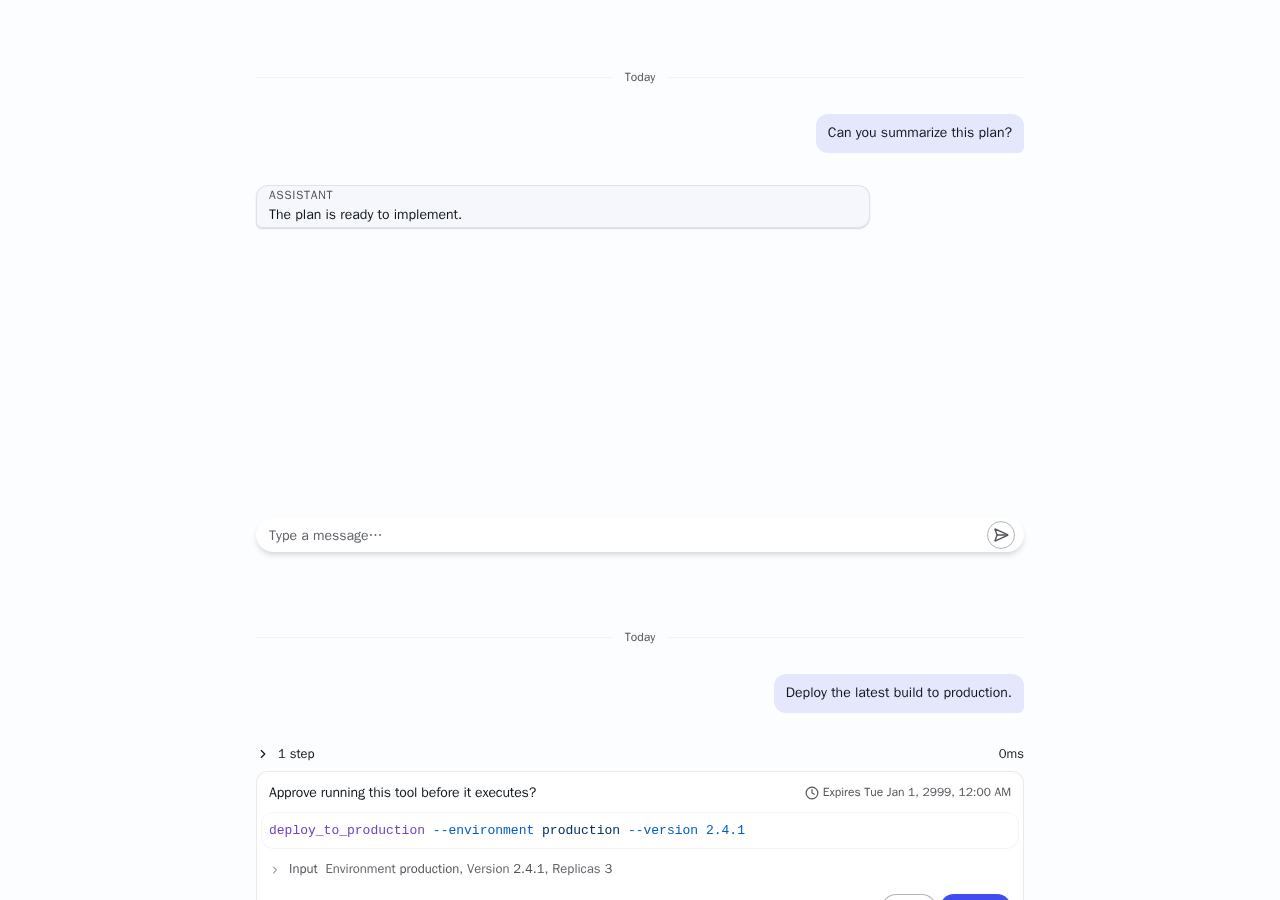 Today
Can you summarize this plan?
ASSISTANT
The plan is ready to implement.
Type a message…
Today
Deploy the latest build to production.
1 step 0ms
Approve running this tool before it executes? Expires Tue Jan 1, 2999, 12:00 AM
deploy_to_production --environment production --version 2.4.1
Input Environment production, Version 2.4.1, Replicas 3